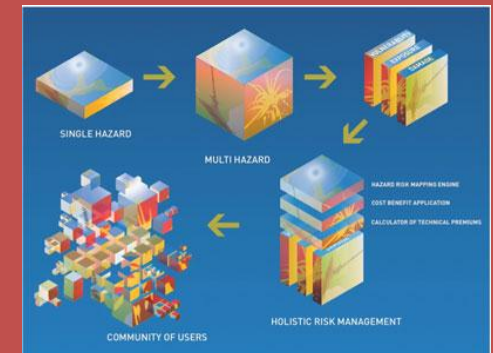 SINGLE HAZARD
MULTI HAZARD
VULNERABILITY
EXPOSURE
DAMAGE
HAZARD RISK MAPPING ENGINE
COST BENEFIT APPLICATION
CALCULATOR OF TECHNICAL PREMIUMS
HOLISTIC RISK MANAGEMENT
COMMUNITY OF USERS